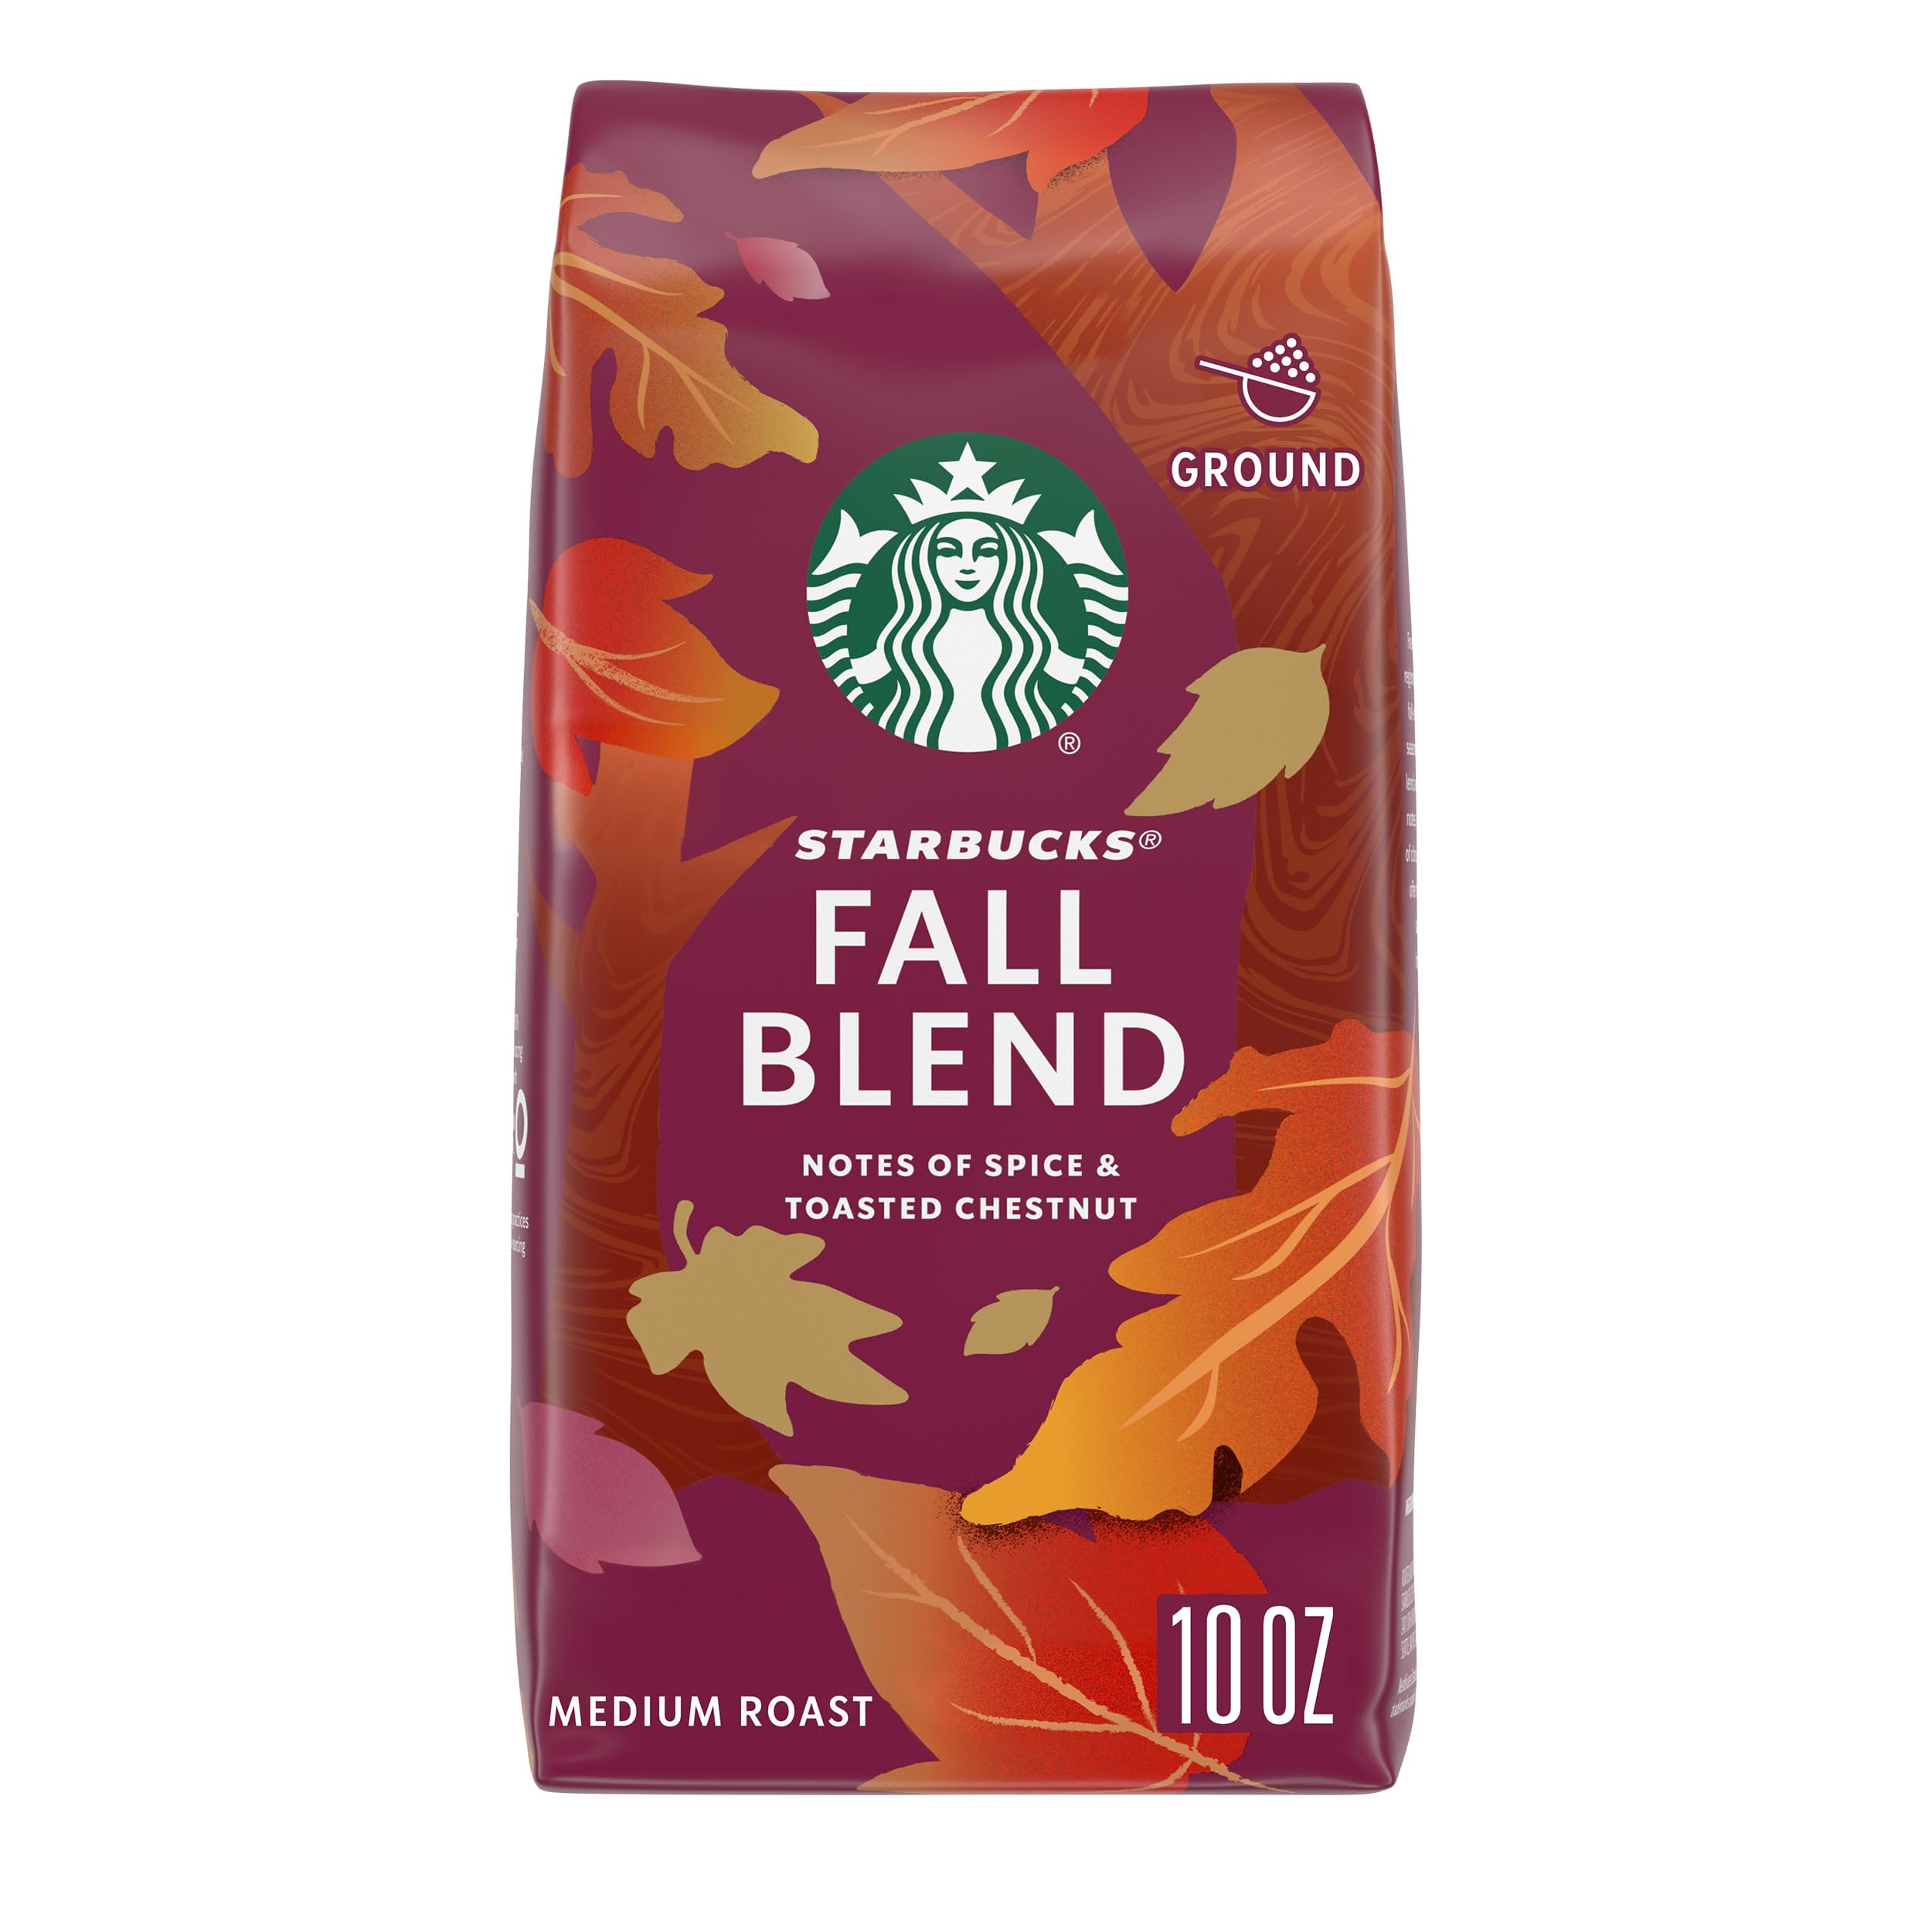 GROUND
®
STARBUCKS®
FALL
BLEND
NOTES OF SPICE &
TOASTED CHESTNUT
MEDIUM ROAST
10 OZ